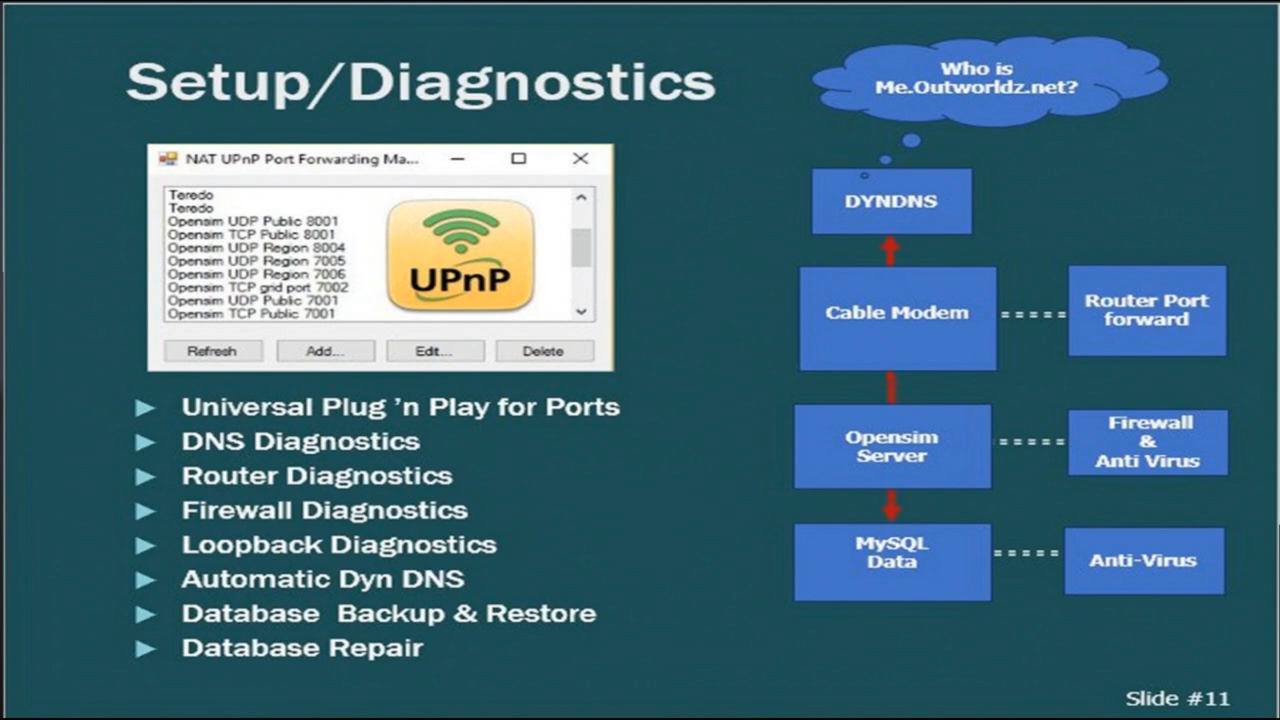 Setup/Diagnostics
NAT UPnP Port Forwarding Ma...
Teredo
Teredo
Opensim UDP Public 8001
Opensim TCP Public 8001
Opensim UDP Region 8004
Opensim UDP Region 7005
Opensim UDP Region 7006
Opensim TCP grid port 7002
Opensim UDP Public 7001
Opensim TCP Public 7001
UPnP
Refresh
Add...
Edit...
Delete
Universal Plug ’n Play for Ports
DNS Diagnostics
Router Diagnostics
Firewall Diagnostics
Loopback Diagnostics
Automatic Dyn DNS
Database Backup & Restore
Database Repair
Who is
Me.Outworldz.net?
DYNDNS
Cable Modem
Router Port
forward
Opensim
Server
Firewall
&
Anti Virus
MySQL
Data
Anti-Virus
Slide #11